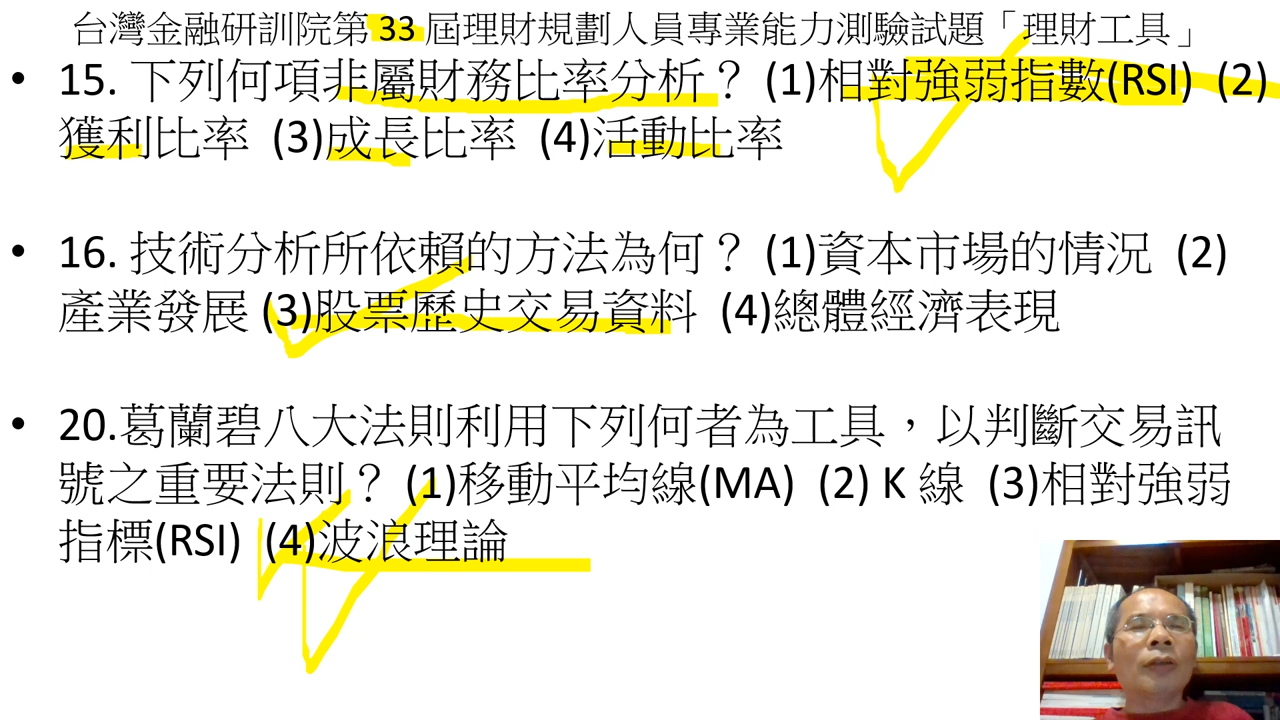 台灣金融研訓院第 33 屆理財規劃人員專業能力測驗試題「理財工具」
• 15. 下列何項非屬財務比率分析？ (1)相對強弱指數(RSI) (2)
獲利比率 (3)成長比率 (4)活動比率
• 16. 技術分析所依賴的方法為何？ (1)資本市場的情況 (2)
產業發展 (3)股票歷史交易資料 (4)總體經濟表現
• 20.葛蘭碧八大法則利用下列何者為工具，以判斷交易訊
號之重要法則？ (1)移動平均線(MA) (2) K 線 (3)相對強弱
指標(RSI) (4)波浪理論